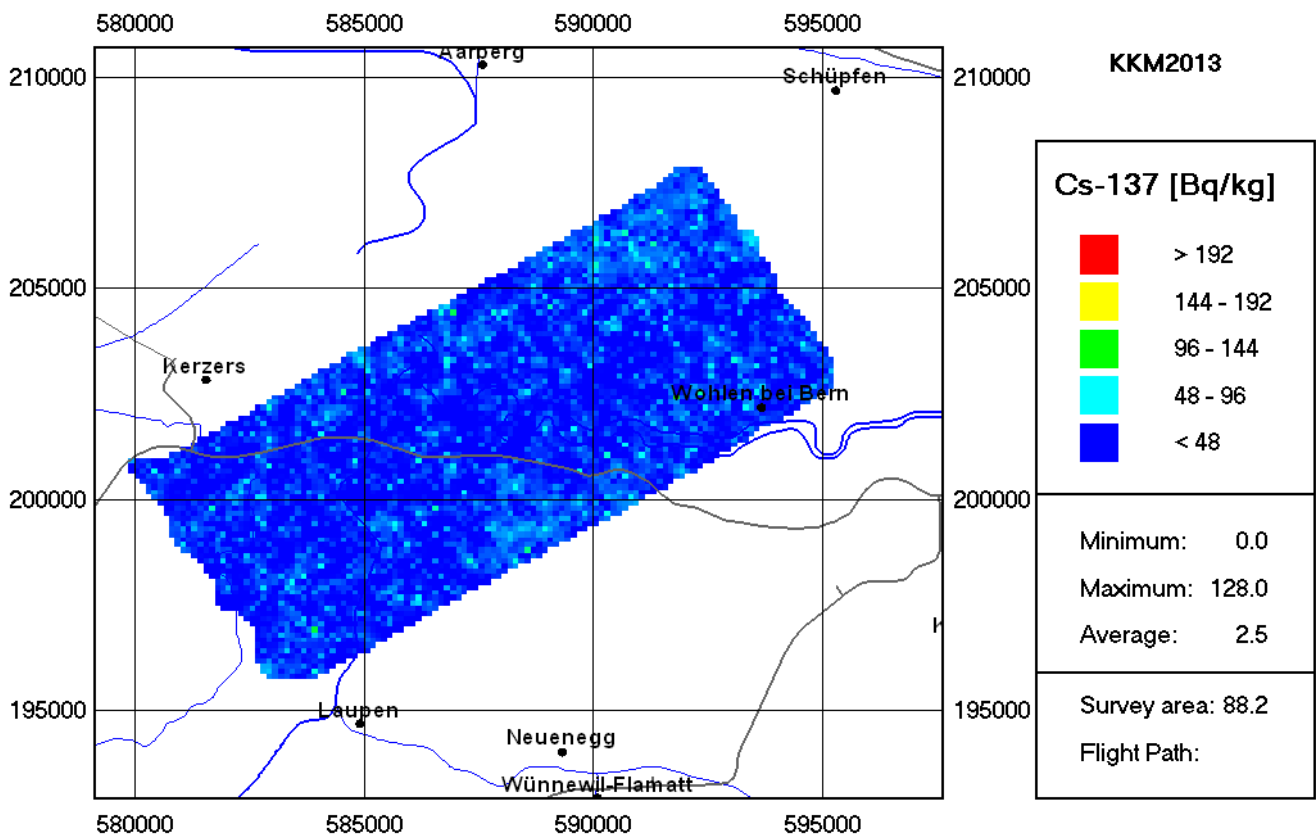 580000 585000 590000 595000
Aarberg
KKM2013
210000 210000
Schüpfen
Cs-137 [Bq/kg]
> 192
205000 205000
144 - 192
96 - 144
Kerzers
48 - 96
Wohlen bei Bern
< 48
200000 200000
Minimum: 0.0
Maximum: 128.0
Average: 2.5
195000 195000
Survey area: 88.2
Laupen
Neuenegg
Flight Path:
Wünnewil-Flamatt
580000 585000 590000 595000